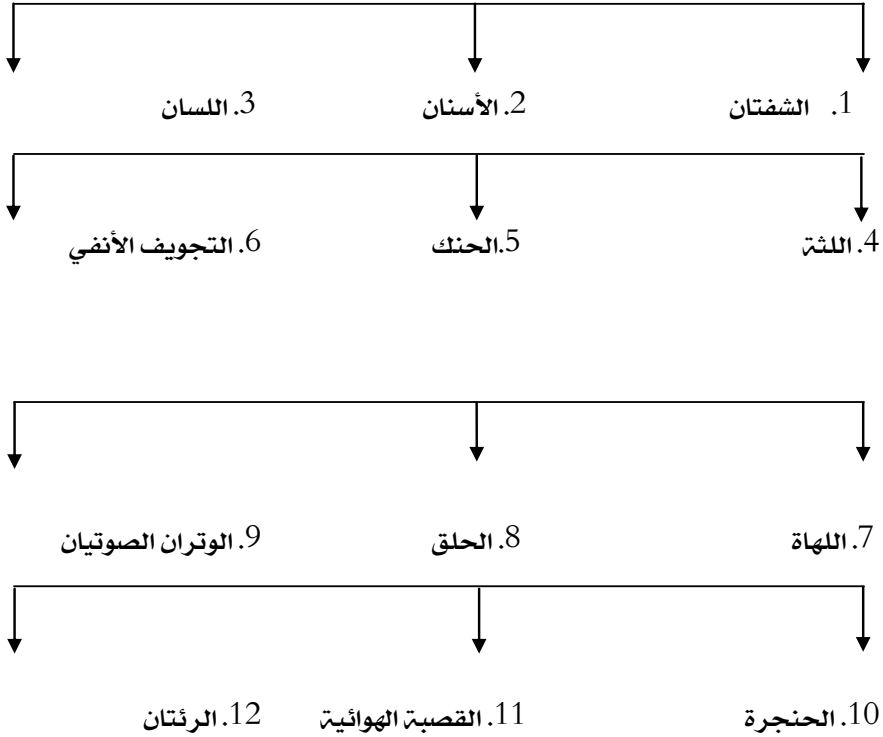 1. الشفتان 2. الأسنان 3. اللسان
4. اللثة 5.الحنك 6. التجويف الأنفي
7. اللهاة 8. الحلق 9. الوتران الصوتيان
10. الحنجرة 11. القصبة الهوائية 12. الرئتان